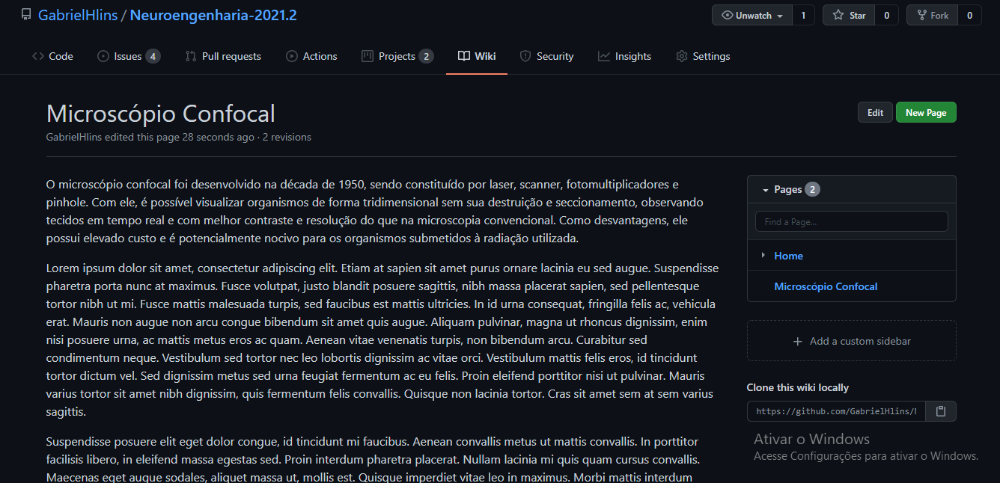 GabrielHlins / Neuroengenharia-2021.2
Unwatch 1 Star 0 Fork 0
Code Issues 4 Pull requests Actions Projects 2 Wiki Security Insights Settings
Microscópio Confocal
Edit New Page
GabrielHlins edited this page 28 seconds ago · 2 revisions
O microscópio confocal foi desenvolvido na década de 1950, sendo constituído por laser, scanner, fotomultiplicadores e
pinhole. Com ele, é possível visualizar organismos de forma tridimensional sem sua destruição e seccionamento, observando
tecidos em tempo real e com melhor contraste e resolução do que na microscopia convencional. Como desvantagens, ele
possui elevado custo e é potencialmente nocivo para os organismos submetidos à radiação utilizada.
Lorem ipsum dolor sit amet, consectetur adipiscing elit. Etiam at sapien sit amet purus ornare lacinia eu sed augue. Suspendisse
pharetra porta nunc at maximus. Fusce volutpat, justo blandit posuere sagittis, nibh massa placerat sapien, sed pellentesque
tortor nibh ut mi. Fusce mattis malesuada turpis, sed faucibus est mattis ultricies. In id urna consequat, fringilla felis ac, vehicula
erat. Mauris non augue non arcu congue bibendum sit amet quis augue. Aliquam pulvinar, magna ut rhoncus dignissim, enim
nisi posuere urna, ac mattis metus eros ac quam. Aenean vitae venenatis turpis, non bibendum arcu. Curabitur sed
condimentum neque. Vestibulum sed tortor nec leo lobortis dignissim ac vitae orci. Vestibulum mattis felis eros, id tincidunt
tortor dictum vel. Sed dignissim metus sed urna feugiat fermentum ac eu felis. Proin eleifend porttitor nisi ut pulvinar. Mauris
varius tortor sit amet nibh dignissim, quis fermentum felis convallis. Quisque non lacinia tortor. Cras sit amet sem at sem varius
sagittis.
Suspendisse posuere elit eget dolor congue, id tincidunt mi faucibus. Aenean convallis metus ut mattis convallis. In porttitor
facilisis libero, in eleifend massa egestas sed. Proin interdum pharetra placerat. Nullam lacinia mi quis quam cursus convallis.
Maecenas eget augue sodales, aliquet massa ut, mollis est. Quisque imperdiet vitae leo in maximus. Morbi mattis interdum
Pages 2
Find a Page...
Home
Microscópio Confocal
+ Add a custom sidebar
Clone this wiki locally
https://github.com/GabrielHlins/
Ativar o Windows
Acesse Configurações para ativar o Windows.